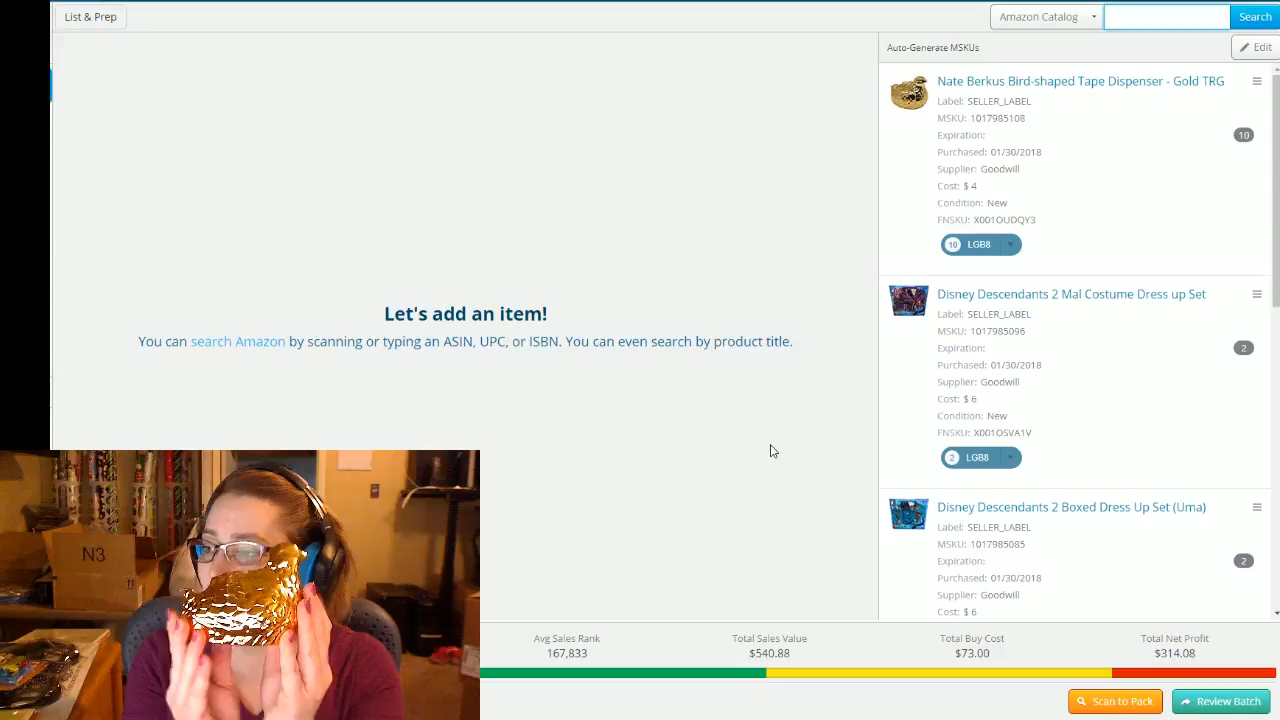 List & Prep
Amazon Catalog
Search
Auto-Generate MSKUs
Edit
Nate Berkus Bird-shaped Tape Dispenser - Gold TRG
Label: SELLER_LABEL
MSKU: 1017985108
Expiration:
10
Purchased: 01/30/2018
Supplier: Goodwill
Cost: $ 4
Condition: New
FNSKU: X001OUDQY3
10 LGB8
Let's add an item!
You can search Amazon by scanning or typing an ASIN, UPC, or ISBN. You can even search by product title.
Disney Descendants 2 Mal Costume Dress up Set
Label: SELLER_LABEL
MSKU: 1017985096
Expiration:
2
Purchased: 01/30/2018
Supplier: Goodwill
Cost: $ 6
Condition: New
FNSKU: X001OSVA1V
2 LGB8
Disney Descendants 2 Boxed Dress Up Set (Uma)
Label: SELLER_LABEL
MSKU: 1017985085
Expiration:
2
Purchased: 01/30/2018
Supplier: Goodwill
Cost: $ 6
N3
Avg Sales Rank
167,833
Total Sales Value
$540.88
Total Buy Cost
$73.00
Total Net Profit
$314.08
Scan to Pack
Review Batch